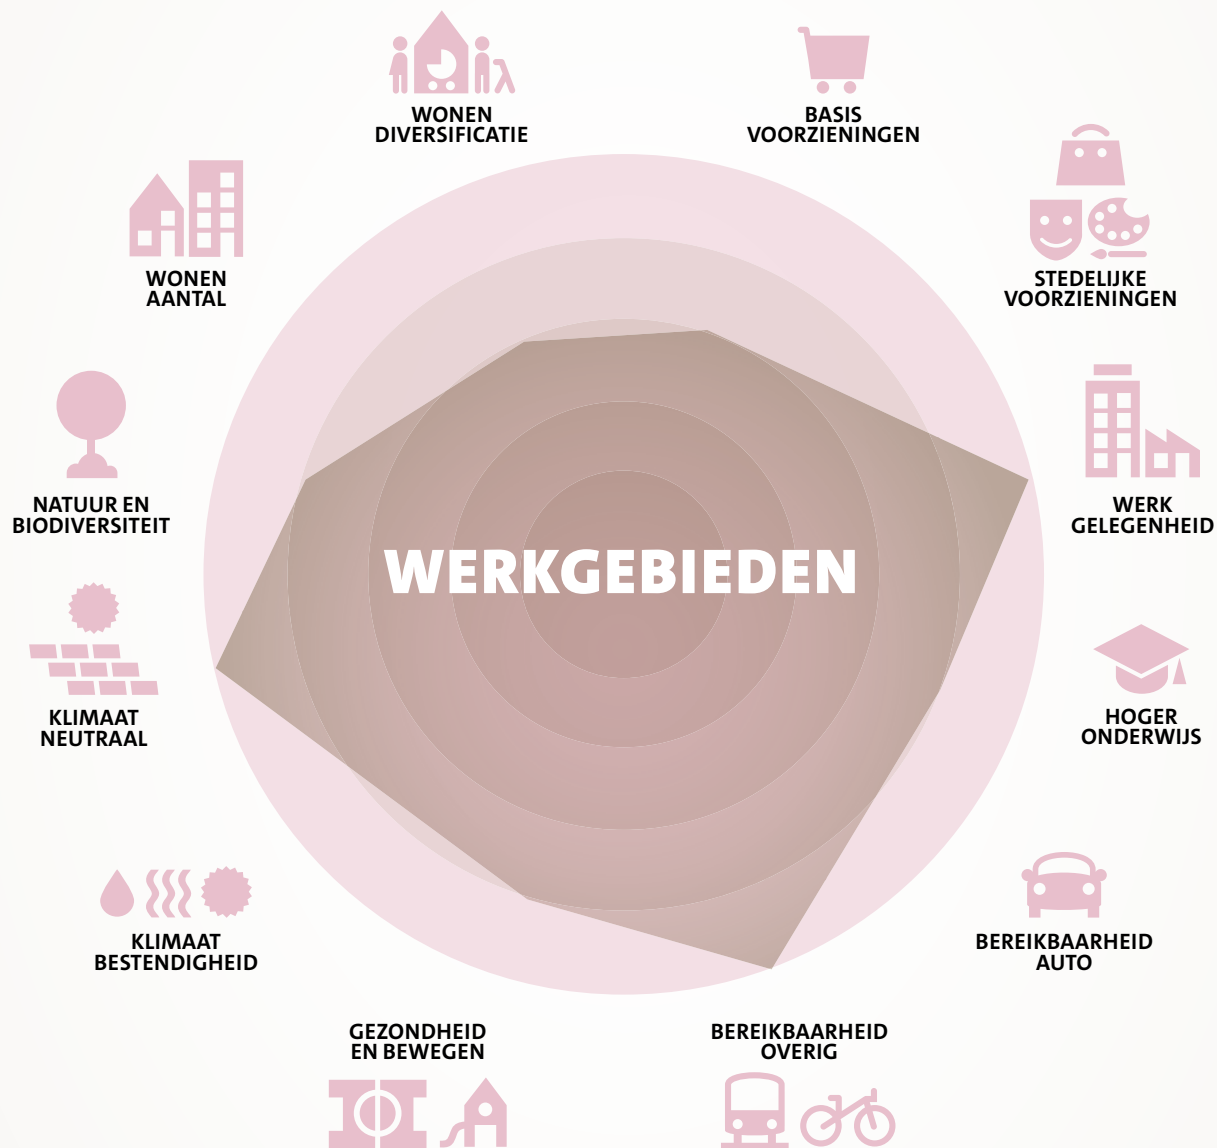 WONEN
DIVERSIFICATIE
BASIS
VOORZIENINGEN
WONEN
AANTAL
STEDELIJKE
VOORZIENINGEN
NATUUR EN
BIODIVERSITEIT
WERK
GELEGENHEID
WERKGEBIEDEN
KLIMAAT
NEUTRAAL
HOGER
ONDERWIJS
KLIMAAT
BESTENDIGHEID
BEREIKBAARHEID
AUTO
GEZONDHEID
EN BEWEGEN
BEREIKBAARHEID
OVERIG